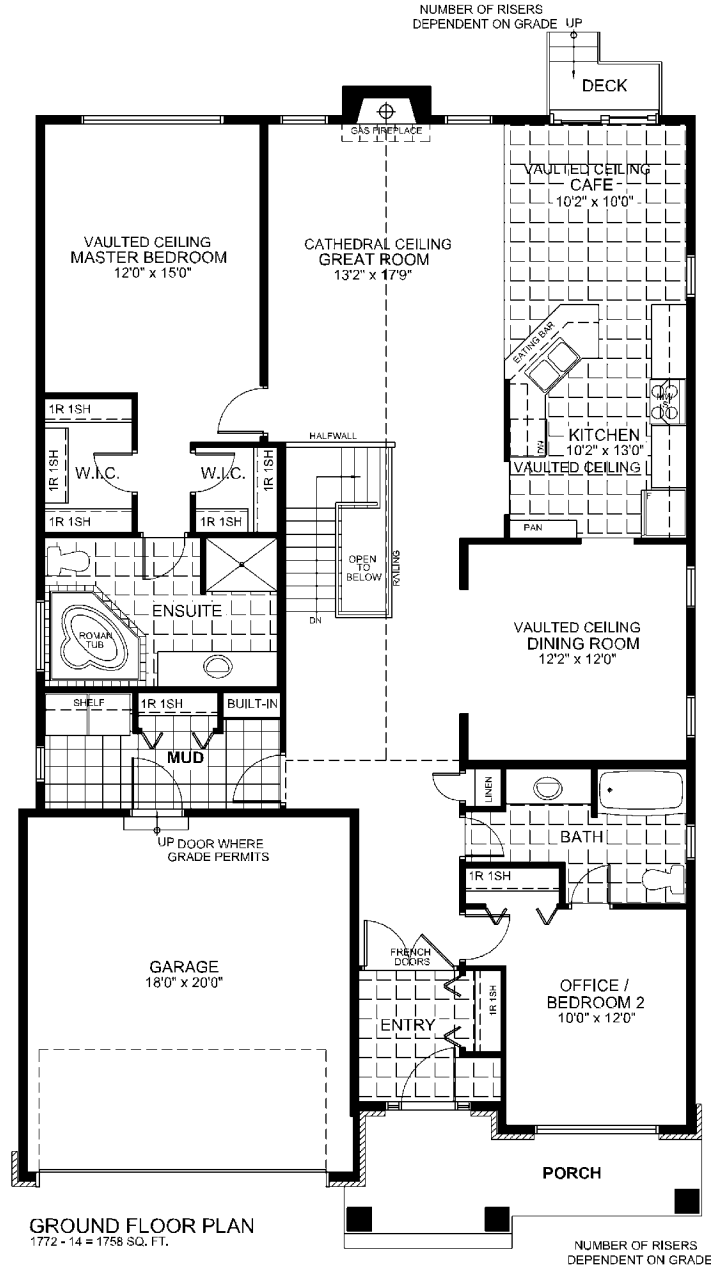 NUMBER OF RISERS
DEPENDENT ON GRADE
UP
DECK
GAS FIREPLACE
VAULTED CEILING
CAFE
10'2" x 10'0"
VAULTED CEILING
MASTER BEDROOM
12'0" x 15'0"
CATHEDRAL CEILING
GREAT ROOM
13'2" x 17'9"
EATING BAR
1R 1SH
1R 1SH
W.I.C.
1R 1SH
W.I.C.
1R 1SH
1R 1SH
HALFWALL
DW
KITCHEN
10'2" x 13'0"
VAULTED CEILING
F
PAN
OPEN
TO
BELOW
RAILING
DN
ENSUITE
ROMAN
TUB
VAULTED CEILING
DINING ROOM
12'2" x 12'0"
SHELF
1R 1SH
BUILT-IN
MUD
LINEN
BATH
UP
DOOR WHERE
GRADE PERMITS
1R 1SH
FRENCH
DOORS
GARAGE
18'0" x 20'0"
ENTRY
1R 1SH
OFFICE /
BEDROOM 2
10'0" x 12'0"
PORCH
GROUND FLOOR PLAN
1772 - 14 = 1758 SQ. FT.
NUMBER OF RISERS
DEPENDENT ON GRADE